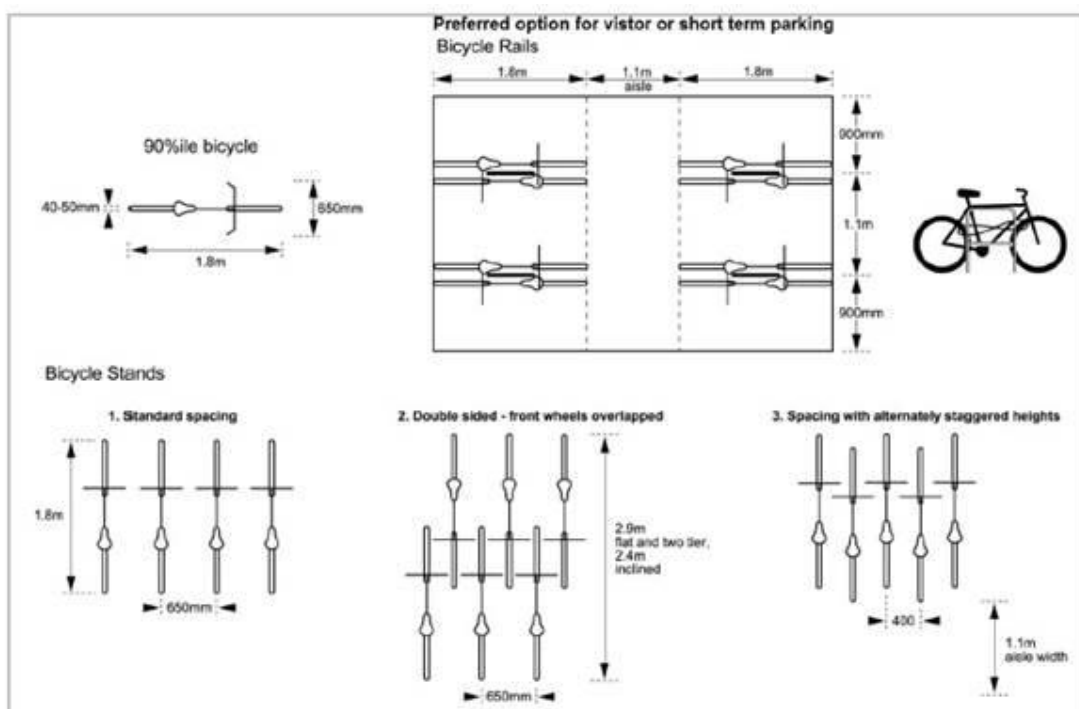 Preferred option for vistor or short term parking
Bicycle Rails
1.8m
1.1m
aisle
1.8m
90%ile bicycle
900mm
40-50mm
650mm
1.8m
1.1m
900mm
Bicycle Stands
1. Standard spacing
2. Double sided - front wheels overlapped
3. Spacing with alternately staggered heights
1.8m
650mm
2.9m
flat and two tier,
2.4m
inclined
650mm
400
1.1m
aisle width